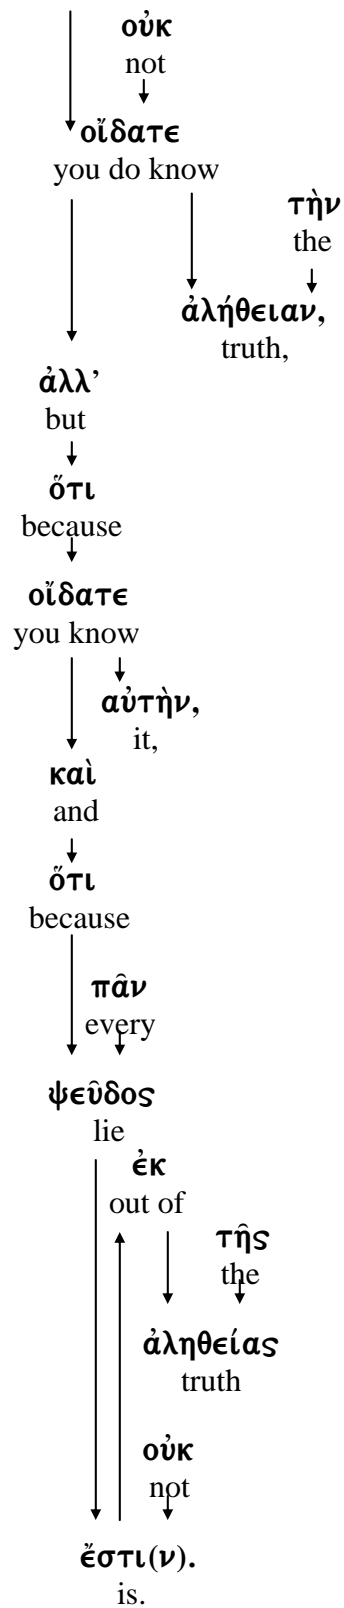 οὐκ
not
οἴδατε
you do know
τὴν
the
ἀλήθειαν,
truth,
ἀλλ’
but
ὅτι
because
οἴδατε
you know
αὐτὴν,
it,
καὶ
and
ὅτι
because
πᾶν
every
ψεῦδος
lie
ἐκ
out of
τῆς
the
ἀληθείας
truth
οὐκ
not
ἔστι(ν).
is.